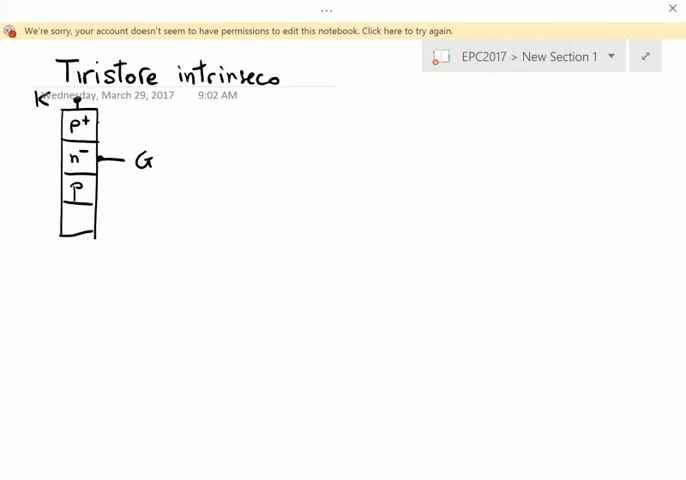 ...
We're sorry, your account doesn't seem to have permissions to edit this notebook. Click here to try again.
EPC2017 > New Section 1
Tiristore intrinseco
Wednesday, March 29, 2017 9:02 AM
K
p+
n− G
p